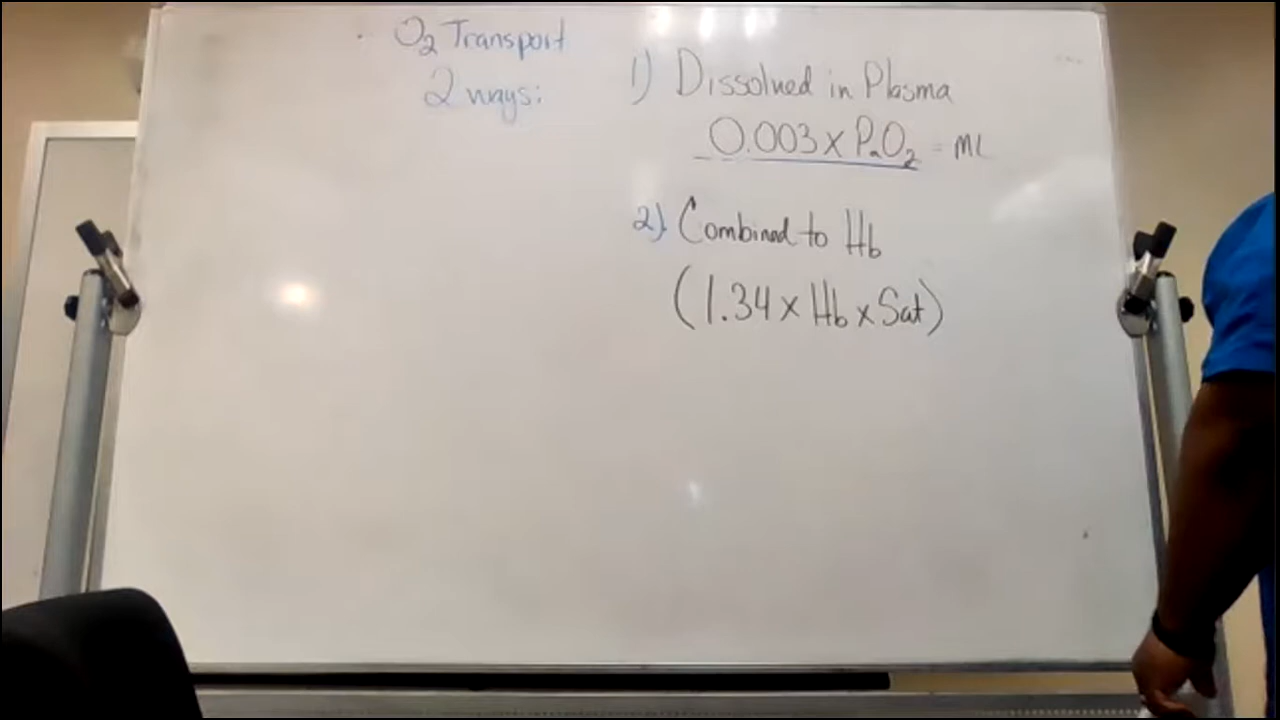 · O₂ Transport
2 ways:
1) Dissolved in Plasma
0.003 x PaO₂ = ML
2) Combined to Hb
(1.34 x Hb x Sat)